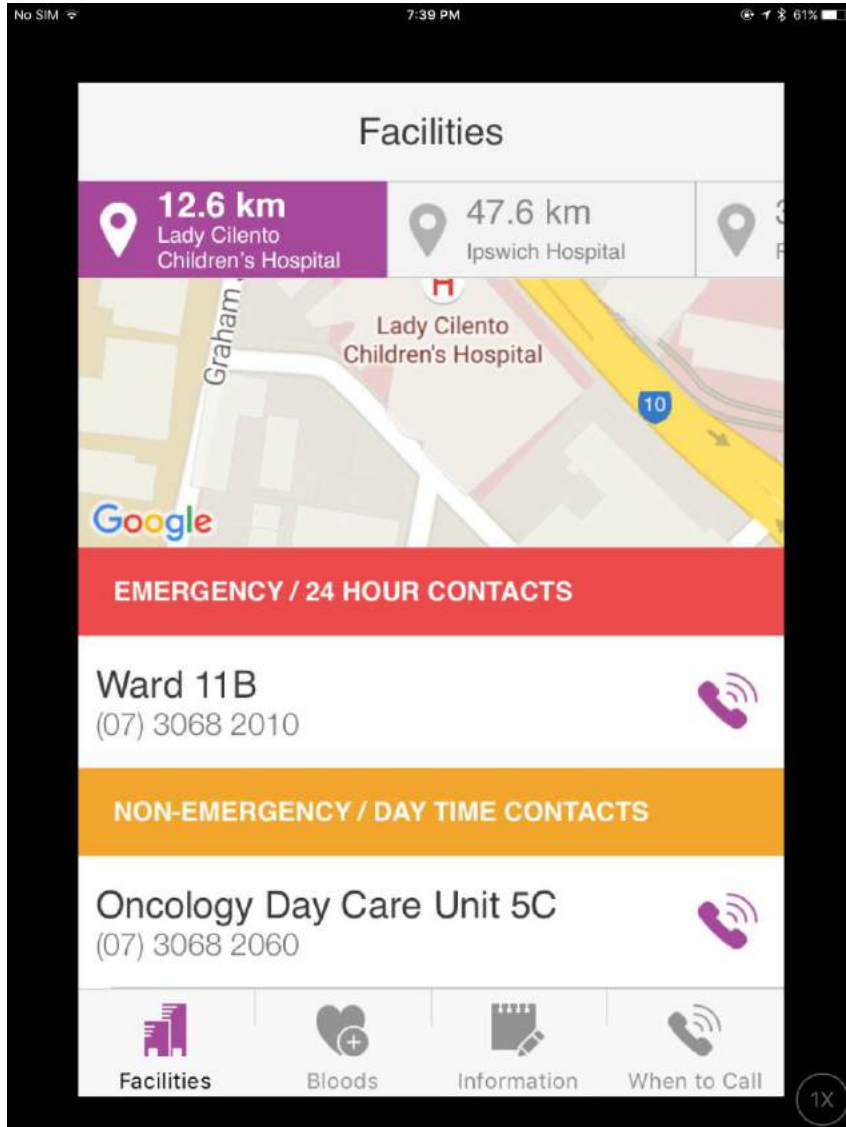 No SIM
7:39 PM
61%
Facilities
12.6 km
Lady Cilento
Children's Hospital
47.6 km
Ipswich Hospital
Graham
H
Lady Cilento
Children's Hospital
10
Google
EMERGENCY / 24 HOUR CONTACTS
Ward 11B
(07) 3068 2010
NON-EMERGENCY / DAY TIME CONTACTS
Oncology Day Care Unit 5C
(07) 3068 2060
Facilities
Bloods
Information
When to Call
1X